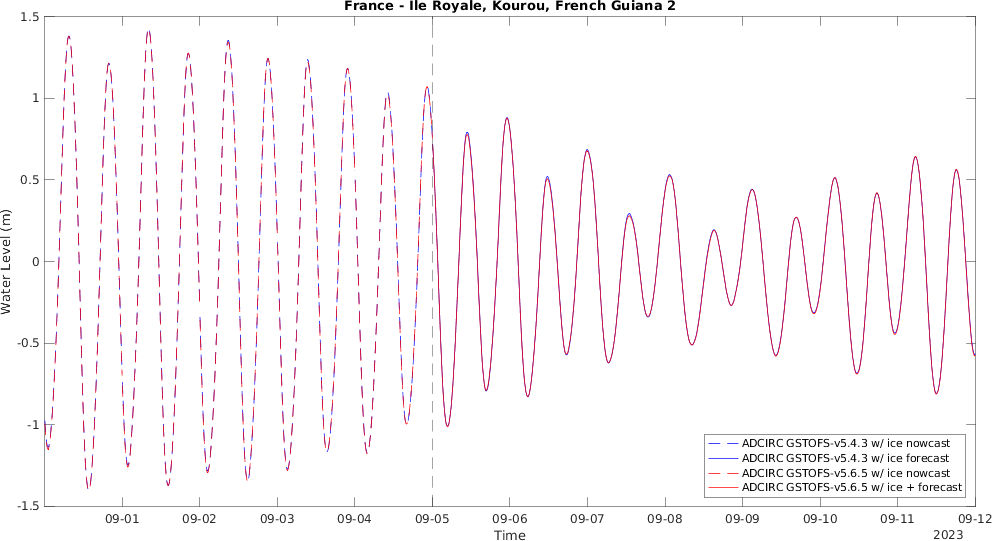 France - Ile Royale, Kourou, French Guiana 2
1.5
1
0.5
0
-0.5
-1
-1.5
Water Level (m)
09-01
09-02
09-03
09-04
09-05
09-06
09-07
09-08
09-09
09-10
09-11
09-12
Time
2023
ADCIRC GSTOFS-v5.4.3 w/ ice nowcast
ADCIRC GSTOFS-v5.4.3 w/ ice forecast
ADCIRC GSTOFS-v5.6.5 w/ ice nowcast
ADCIRC GSTOFS-v5.6.5 w/ ice + forecast